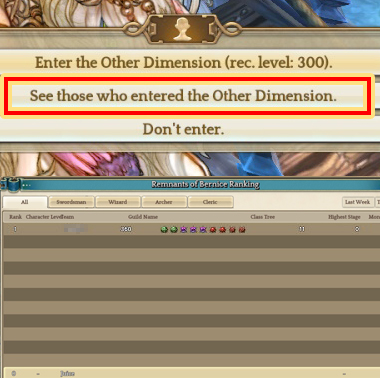 Enter the Other Dimension (rec. level: 300).
See those who entered the Other Dimension.
Don't enter.
Remnants of Bernice Ranking
All Swordsman Wizard Archer Cleric Last Week
Rank Character Level Team Guild Name Class Tree Highest Stage
1 360 11 0
0 - -